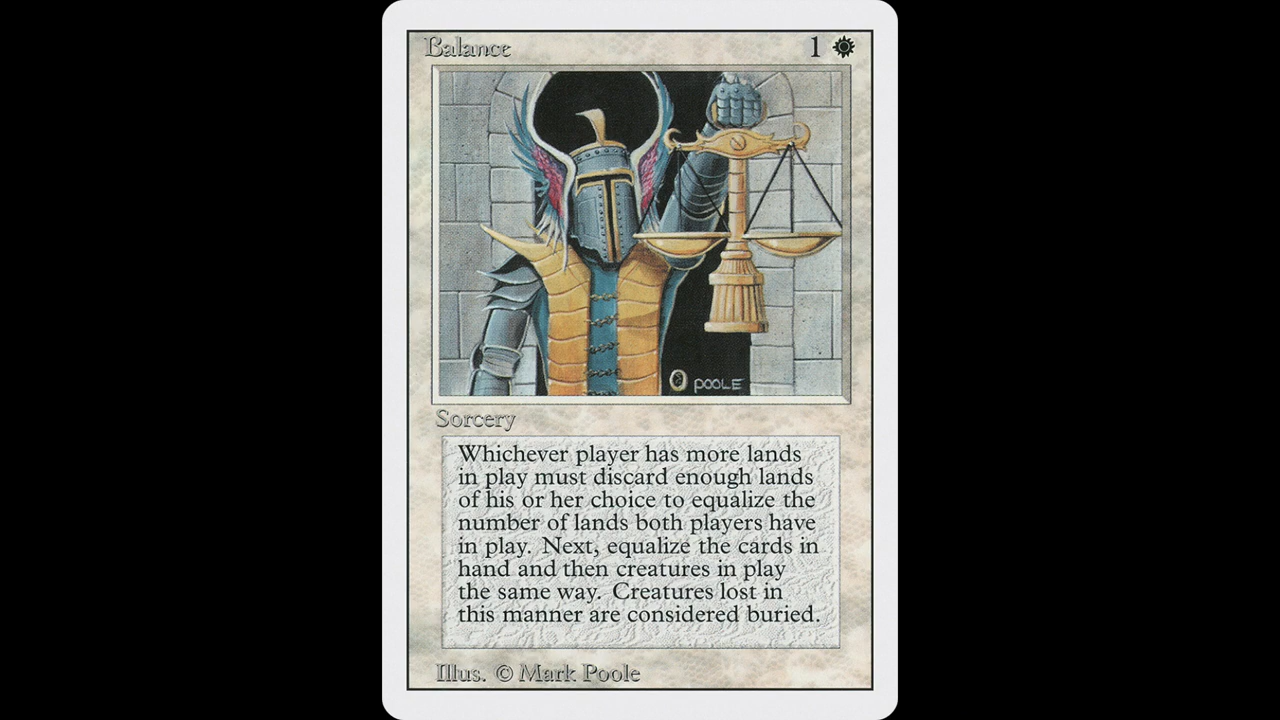 Balance 1
POOLE
Sorcery
Whichever player has more lands
in play must discard enough lands
of his or her choice to equalize the
number of lands both players have
in play. Next, equalize the cards in
hand and then creatures in play
the same way. Creatures lost in
this manner are considered buried.
Illus. © Mark Poole